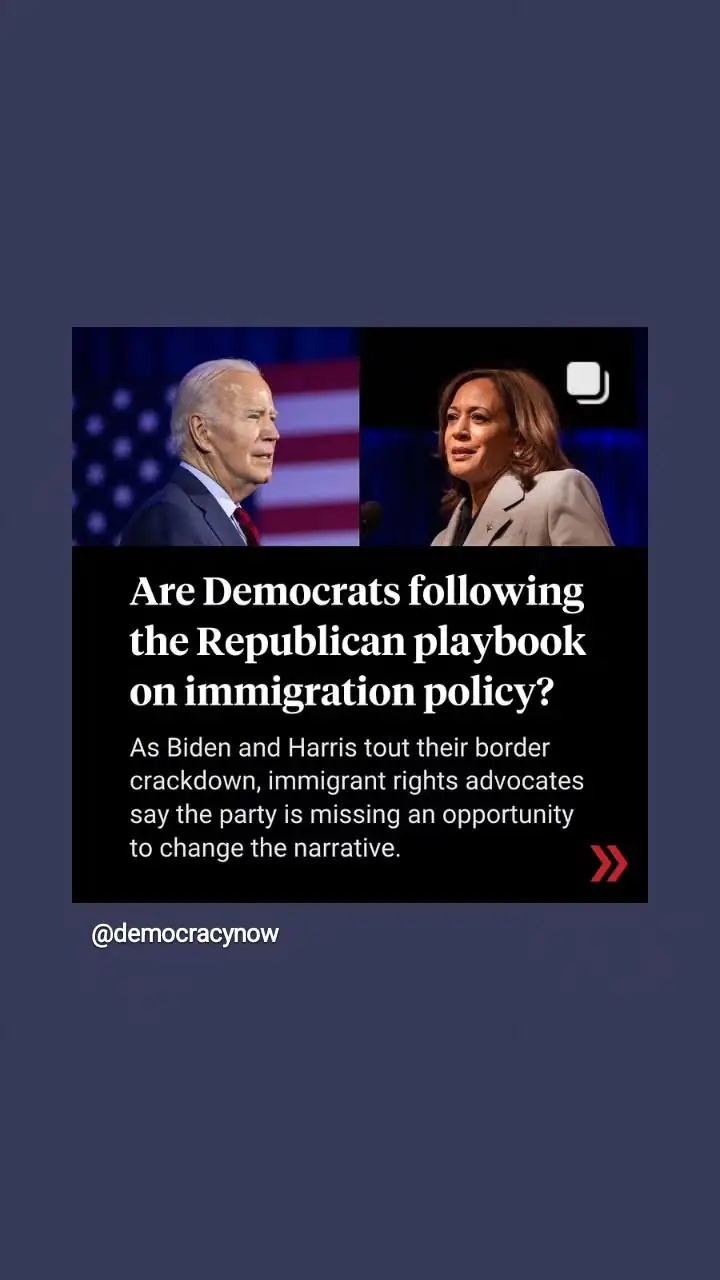 Are Democrats following
the Republican playbook
on immigration policy?
As Biden and Harris tout their border
crackdown, immigrant rights advocates
say the party is missing an opportunity
to change the narrative.
@democracynow